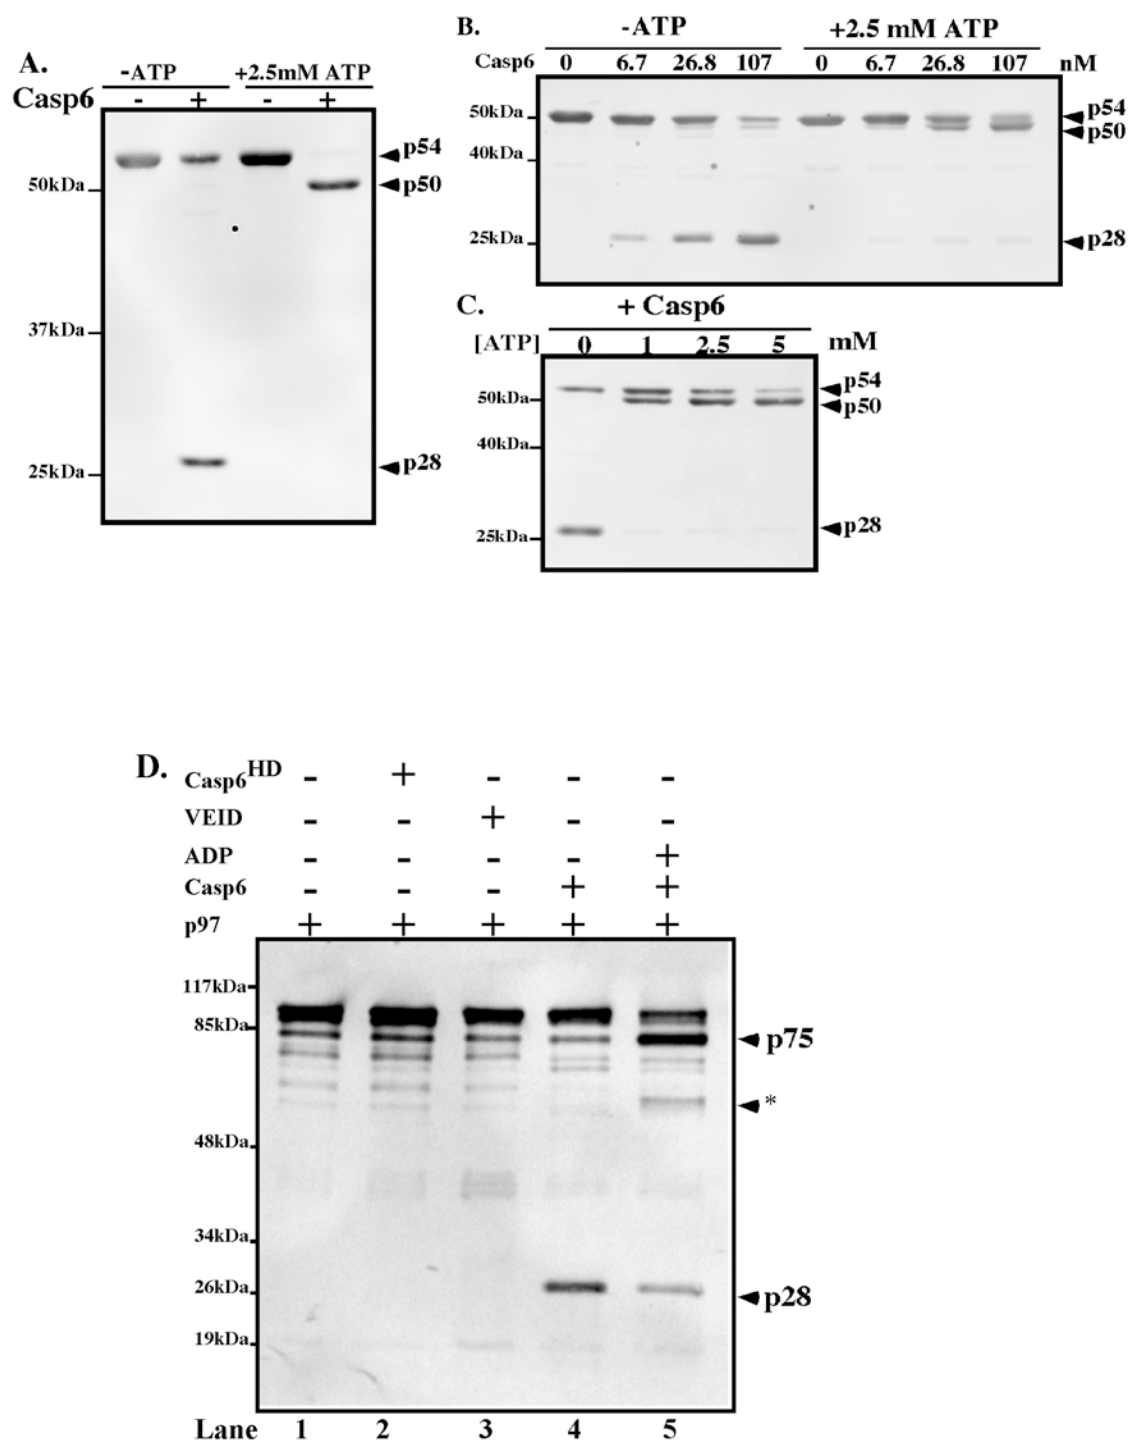 A.
-ATP +2.5mM ATP
Casp6 - + - +
p54
50kDa p50
37kDa
25kDa p28
B.
-ATP +2.5 mM ATP
Casp6 0 6.7 26.8 107 0 6.7 26.8 107 nM
50kDa p54
p50
40kDa
25kDa p28
C.
+ Casp6
[ATP] 0 1 2.5 5 mM
p54
50kDa p50
40kDa
25kDa p28
D.
Casp6HD - + - - -
VEID - - + - -
ADP - - - - +
Casp6 - - - + +
p97 + + + + +
117kDa
85kDa p75
*
48kDa
34kDa
26kDa p28
19kDa
Lane 1 2 3 4 5